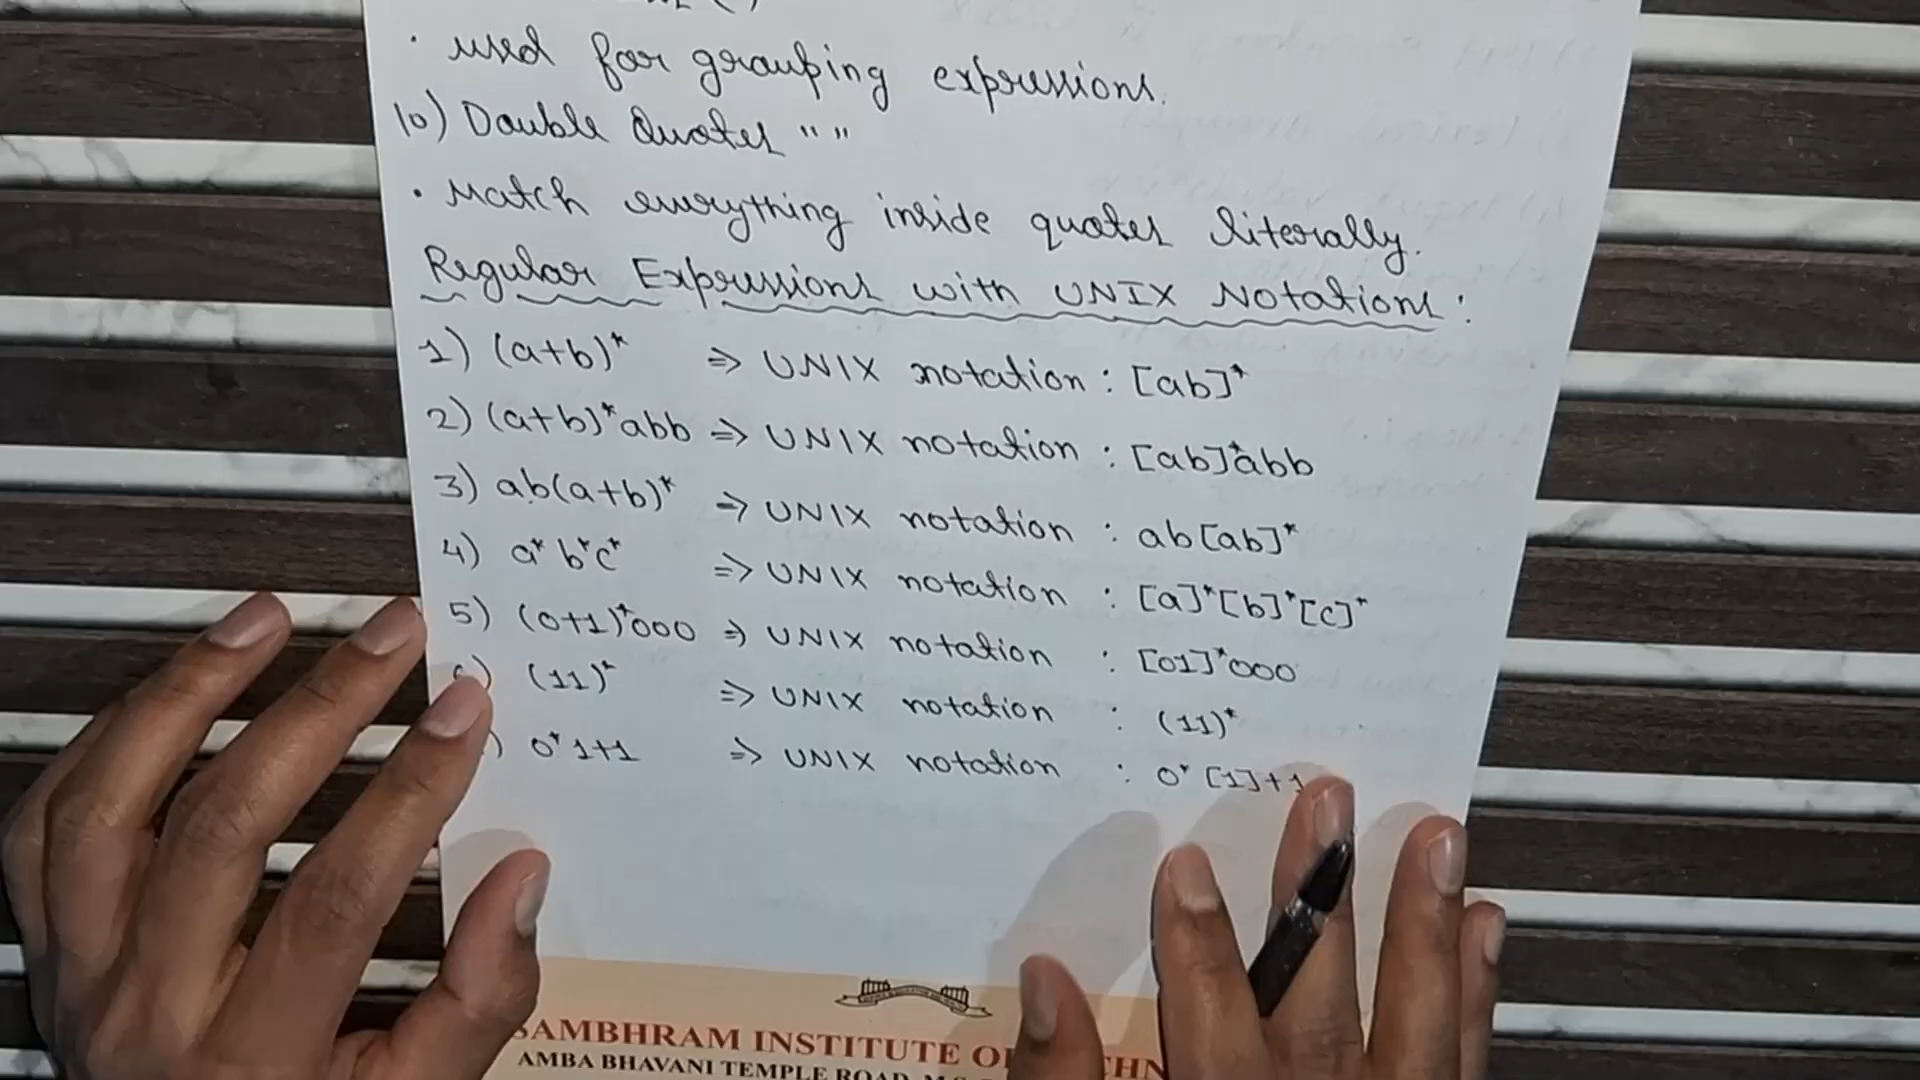 · used for grouping expressions.
10) Double Quotes " "
· Match everything inside quotes literally.
Regular Expressions with UNIX Notations :
1) (a+b)* => UNIX notation : [ab]*
2) (a+b)*abb => UNIX notation : [ab]*abb
3) ab(a+b)* => UNIX notation : ab[ab]*
4) a* b*c* => UNIX notation : [a]*[b]*[c]*
5) (0+1)*000 => UNIX notation : [01]*000
) (11)* => UNIX notation : (11)*
) 0*1+1 => UNIX notation : 0*[1]+1
SAMBHRAM INSTITUTE
AMBA BHAVANI TEMPLE ROAD,